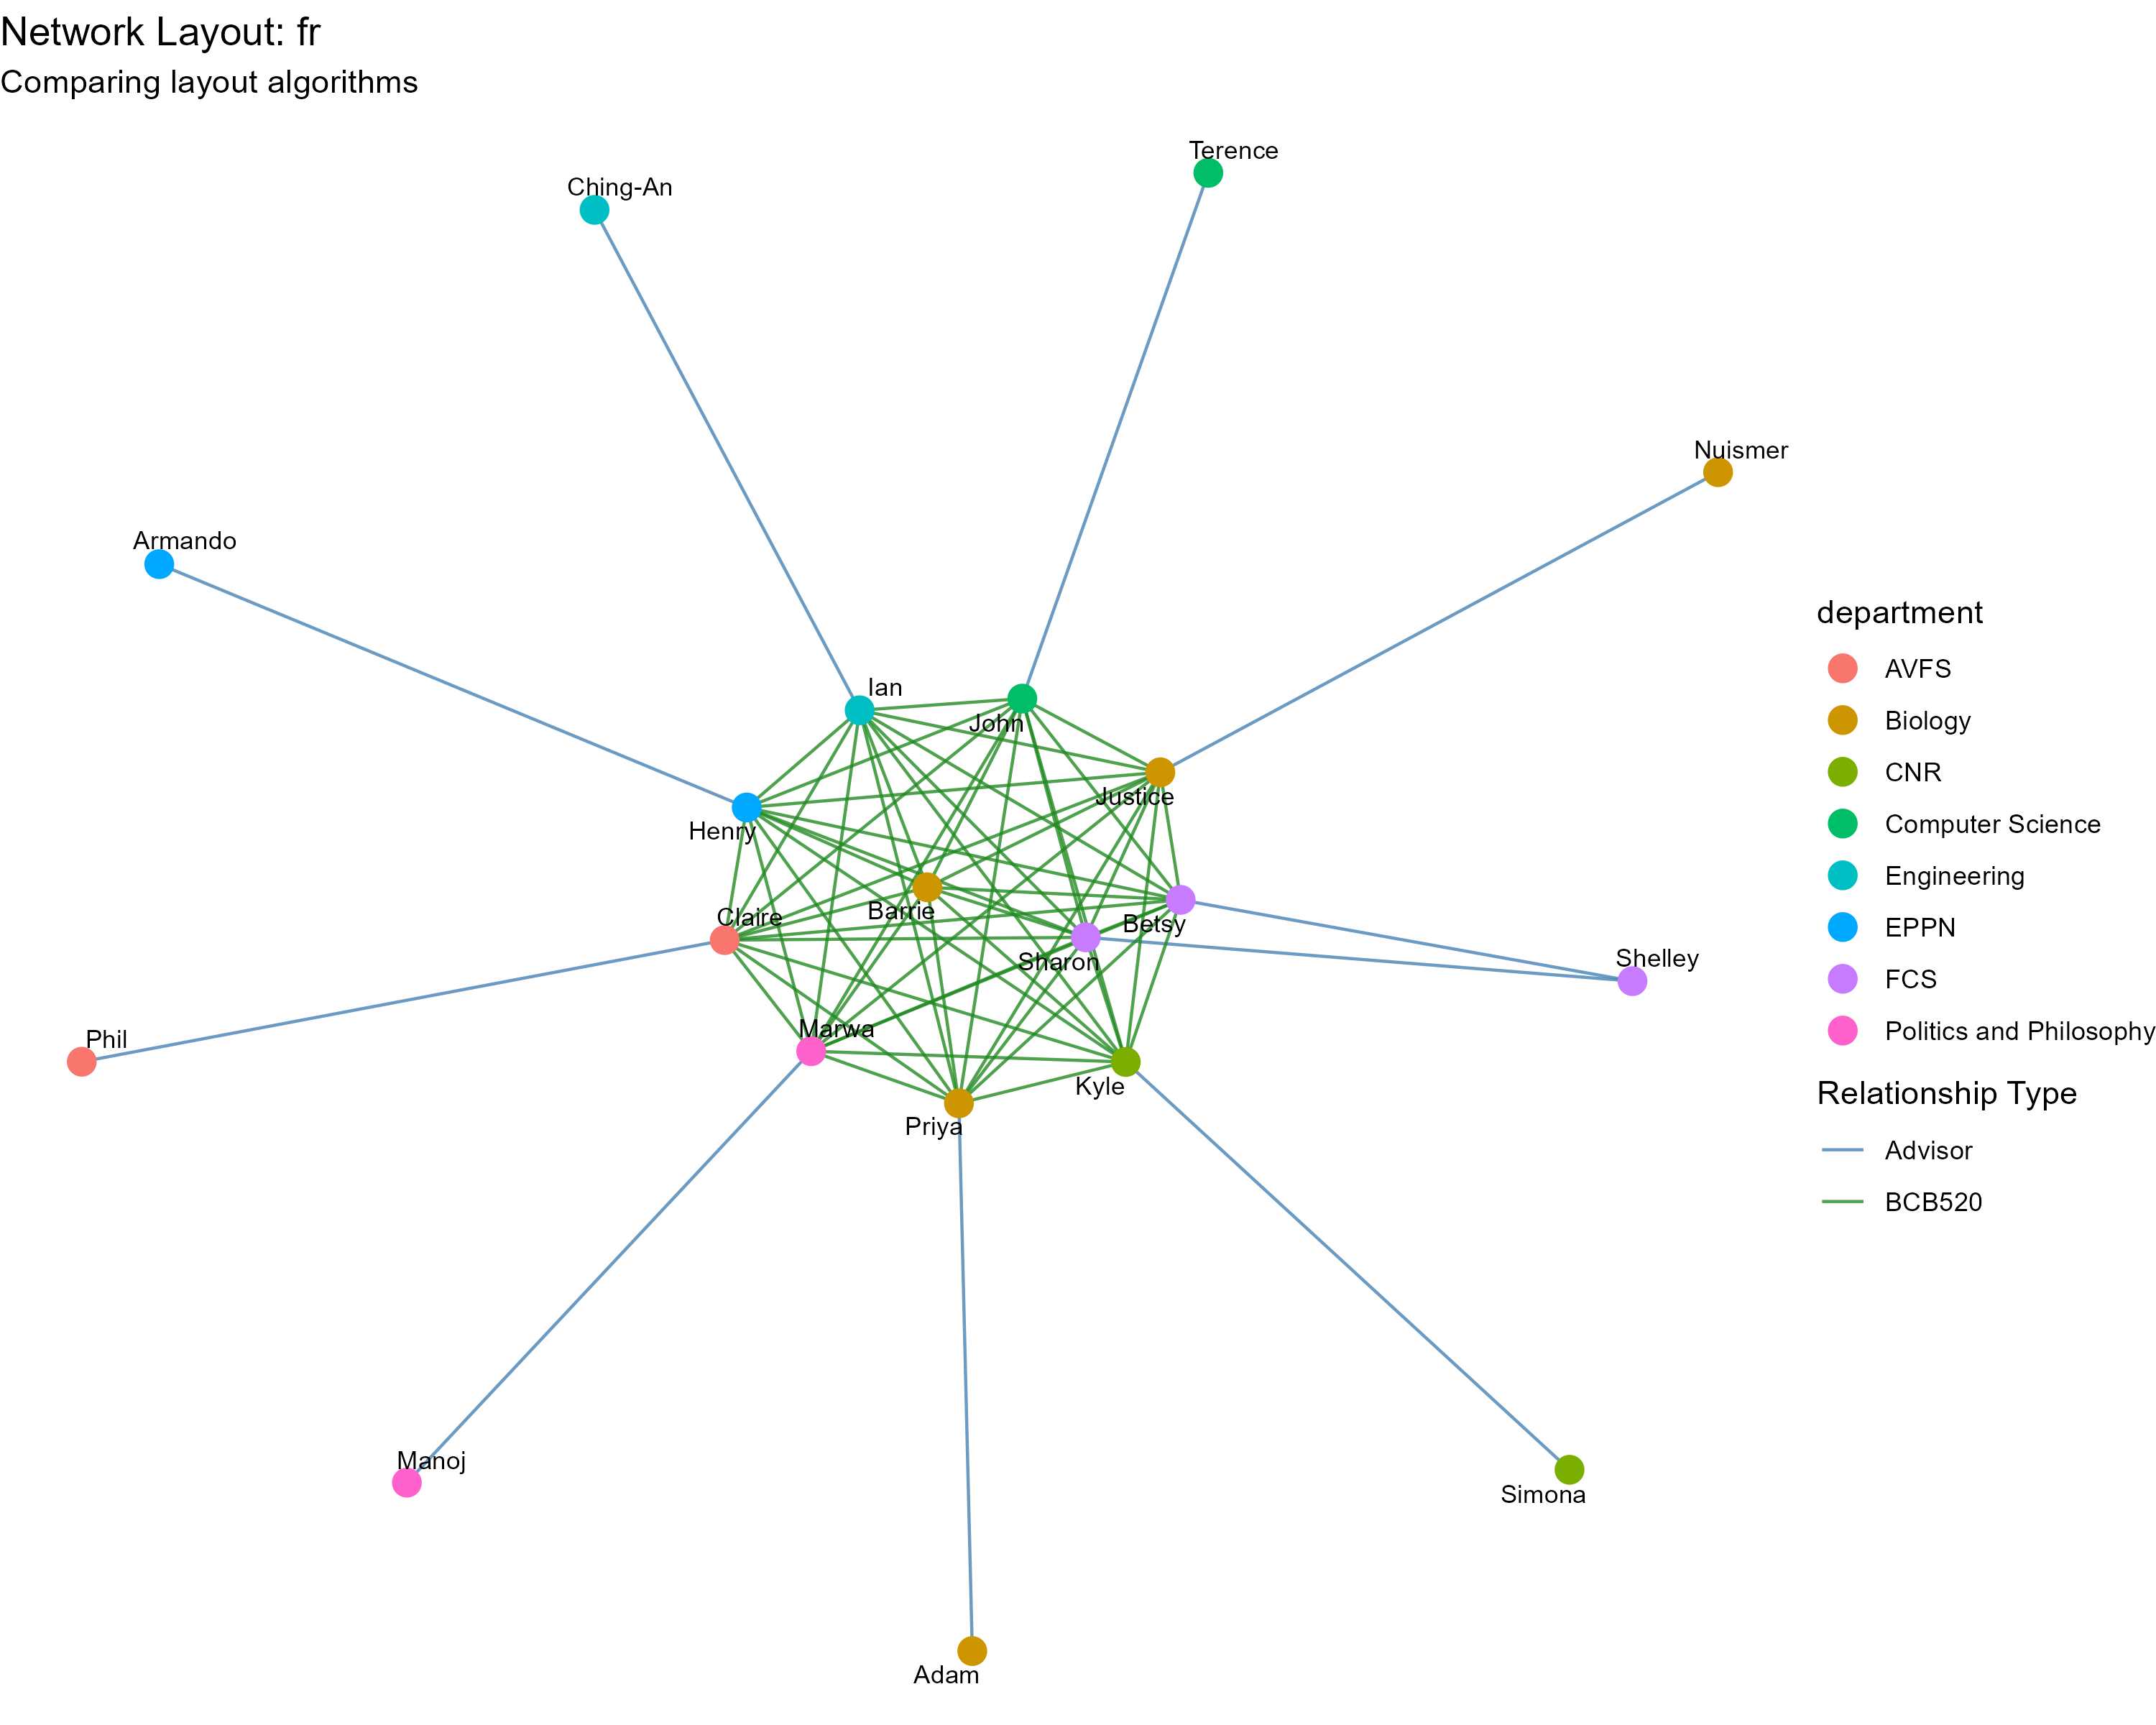 Network Layout: fr
Comparing layout algorithms
Terence
Ching-An
Nuismer
Armando
Ian
John
Justice
Henry
Barrie
Claire
Betsy
Sharon
Shelley
Marwa
Phil
Kyle
Priya
Manoj
Simona
Adam
department
AVFS
Biology
CNR
Computer Science
Engineering
EPPN
FCS
Politics and Philosophy
Relationship Type
Advisor
BCB520